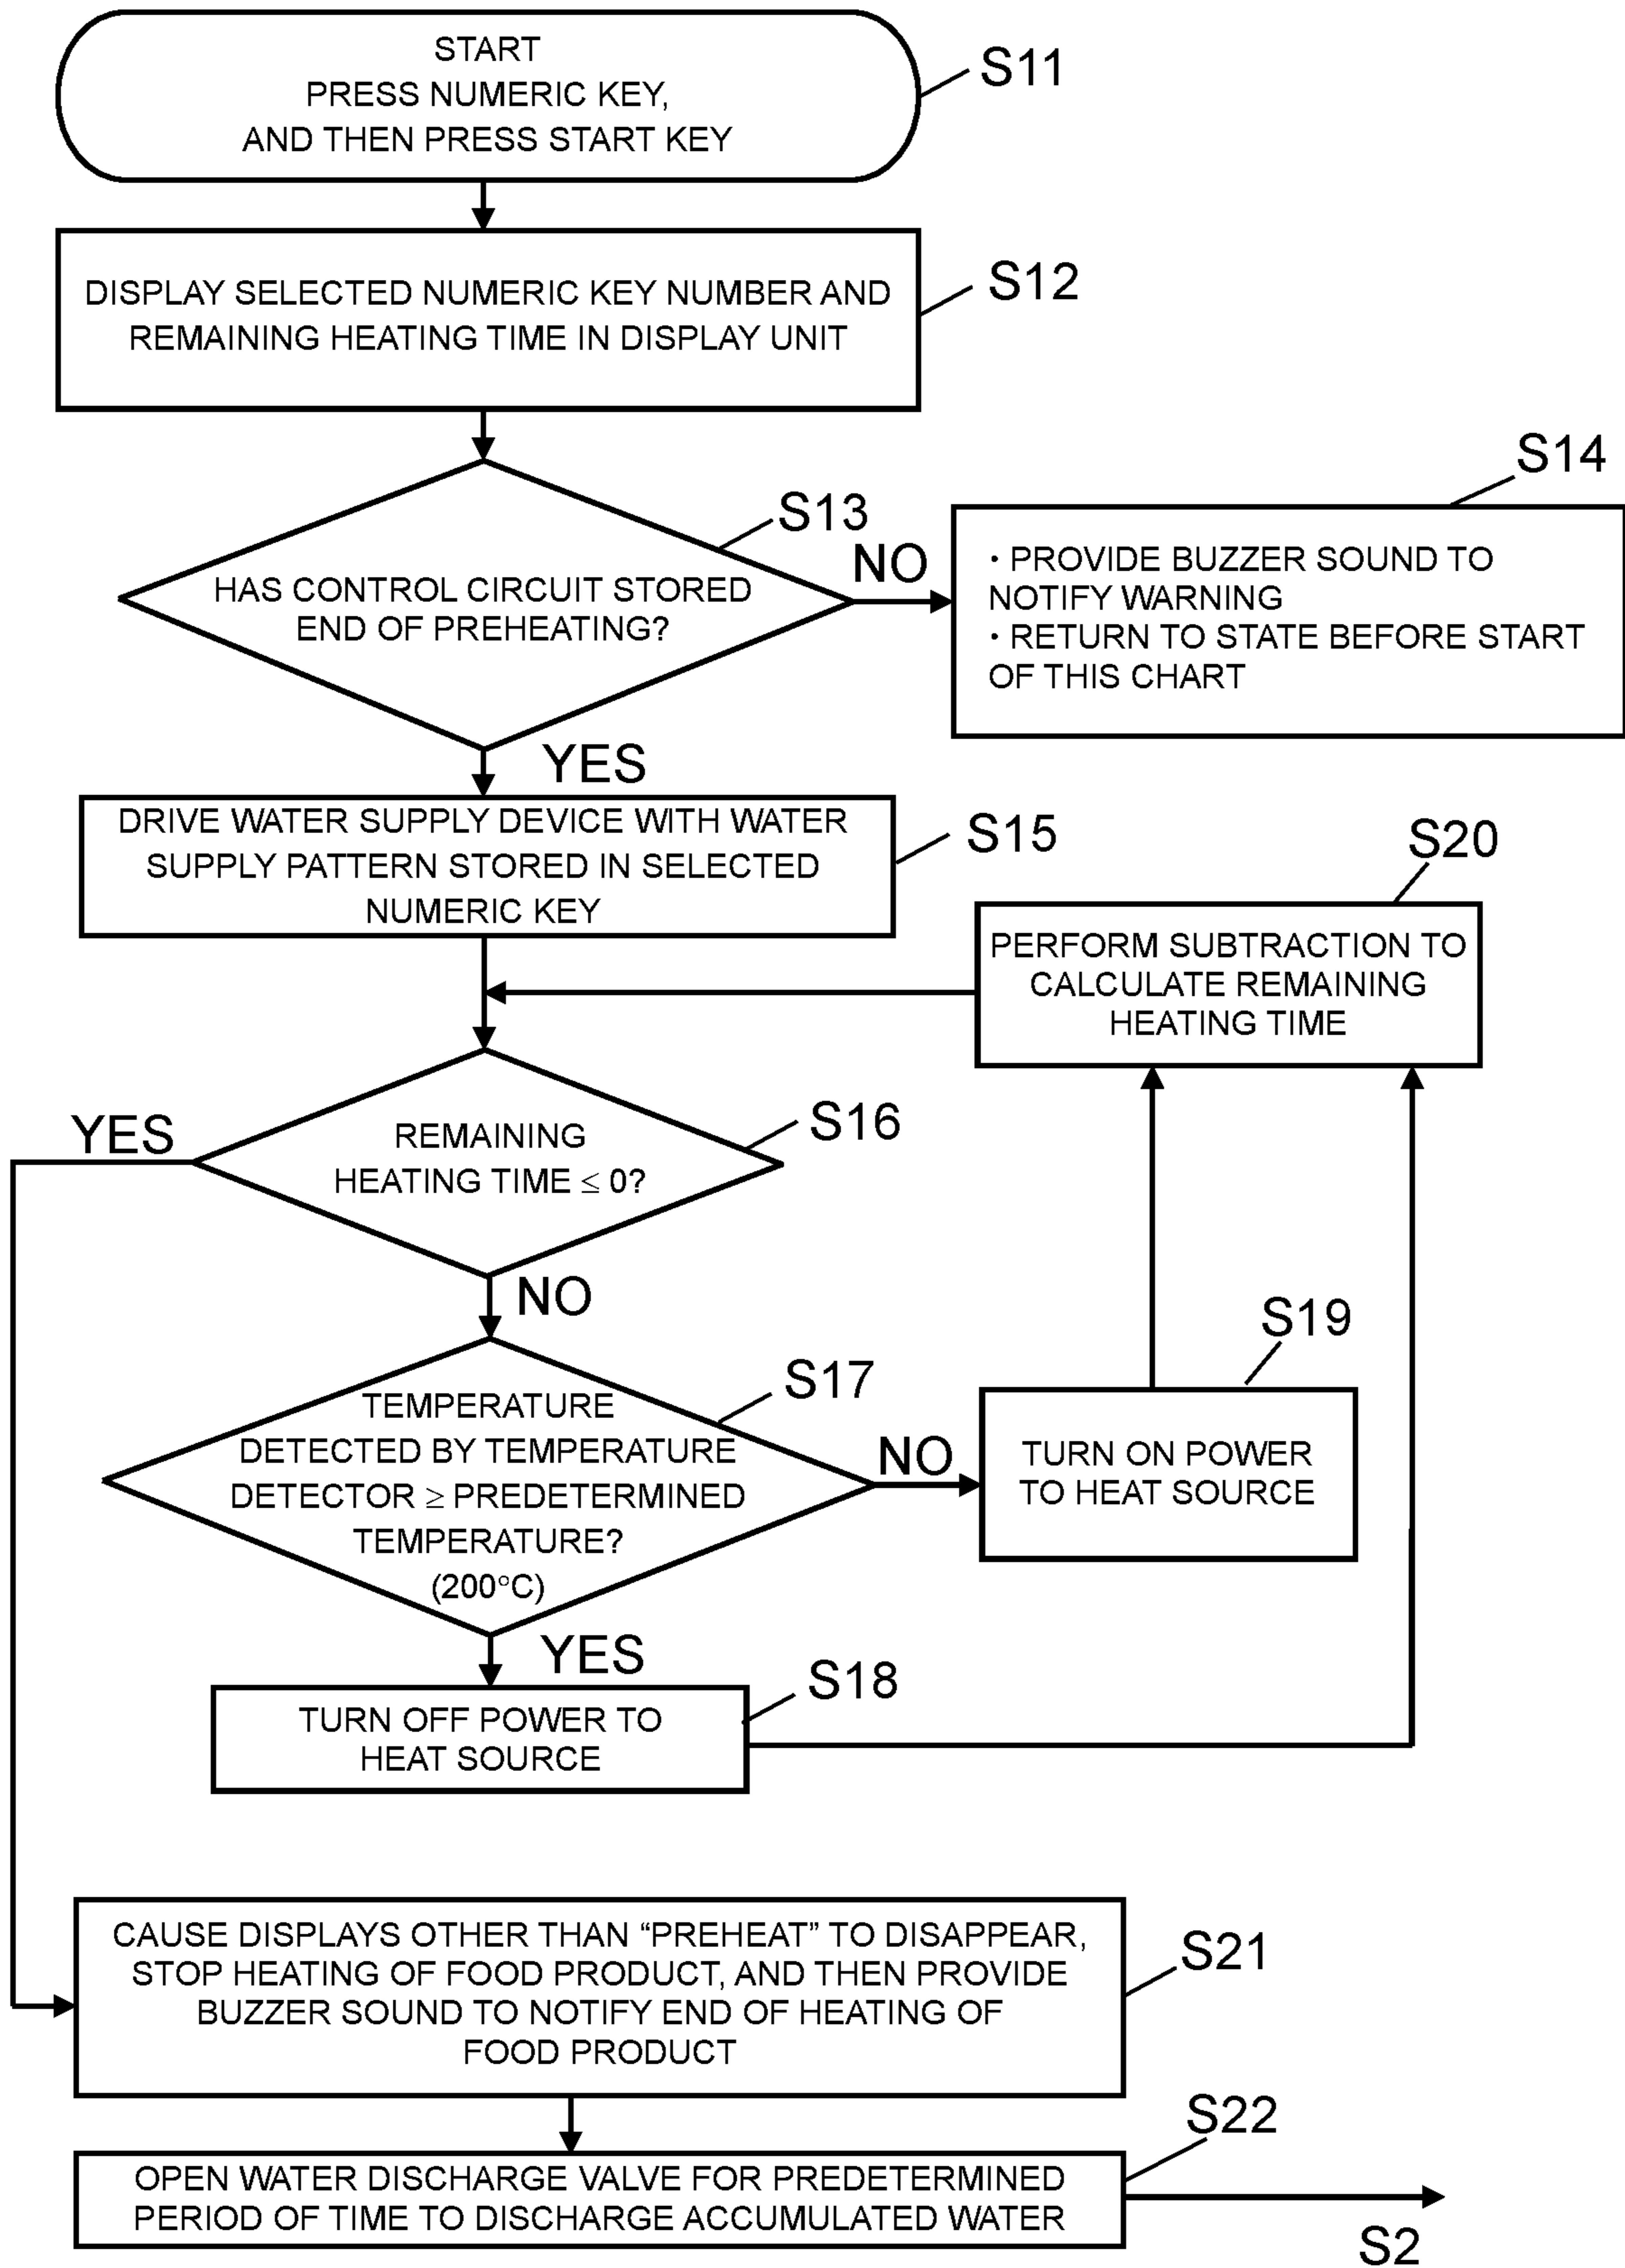 START
PRESS NUMERIC KEY,
AND THEN PRESS START KEY
S11
DISPLAY SELECTED NUMERIC KEY NUMBER AND
REMAINING HEATING TIME IN DISPLAY UNIT
S12
HAS CONTROL CIRCUIT STORED
END OF PREHEATING?
S13
NO
S14
• PROVIDE BUZZER SOUND TO
NOTIFY WARNING
• RETURN TO STATE BEFORE START
OF THIS CHART
YES
DRIVE WATER SUPPLY DEVICE WITH WATER
SUPPLY PATTERN STORED IN SELECTED
NUMERIC KEY
S15
S20
PERFORM SUBTRACTION TO
CALCULATE REMAINING
HEATING TIME
YES
REMAINING
HEATING TIME ≤ 0?
S16
NO
TEMPERATURE
DETECTED BY TEMPERATURE
DETECTOR ≥ PREDETERMINED
TEMPERATURE?
(200°C)
S17
NO
S19
TURN ON POWER
TO HEAT SOURCE
YES
TURN OFF POWER TO
HEAT SOURCE
S18
CAUSE DISPLAYS OTHER THAN “PREHEAT” TO DISAPPEAR,
STOP HEATING OF FOOD PRODUCT, AND THEN PROVIDE
BUZZER SOUND TO NOTIFY END OF HEATING OF
FOOD PRODUCT
S21
OPEN WATER DISCHARGE VALVE FOR PREDETERMINED
PERIOD OF TIME TO DISCHARGE ACCUMULATED WATER
S22
S2